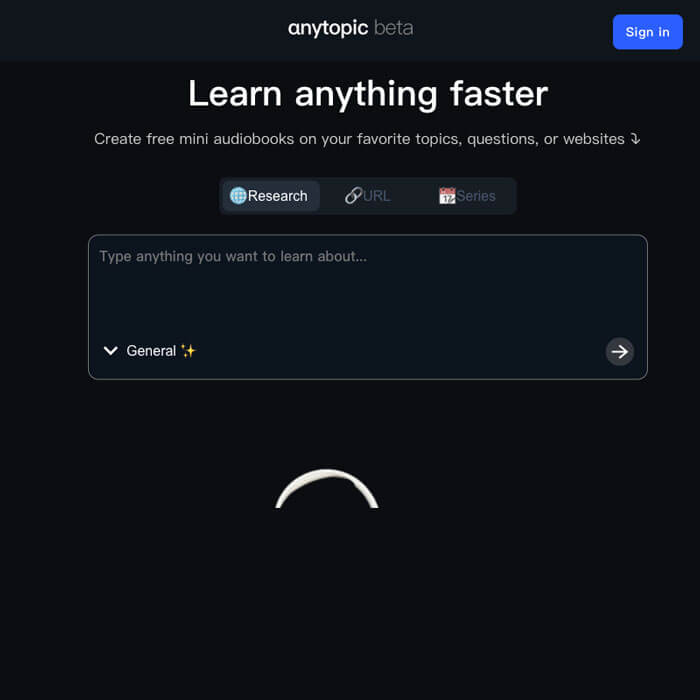 anytopic beta
Sign in
Learn anything faster
Create free mini audiobooks on your favorite topics, questions, or websites ⤵
🌐Research 🔗URL 📆Series
Type anything you want to learn about...
General ✨